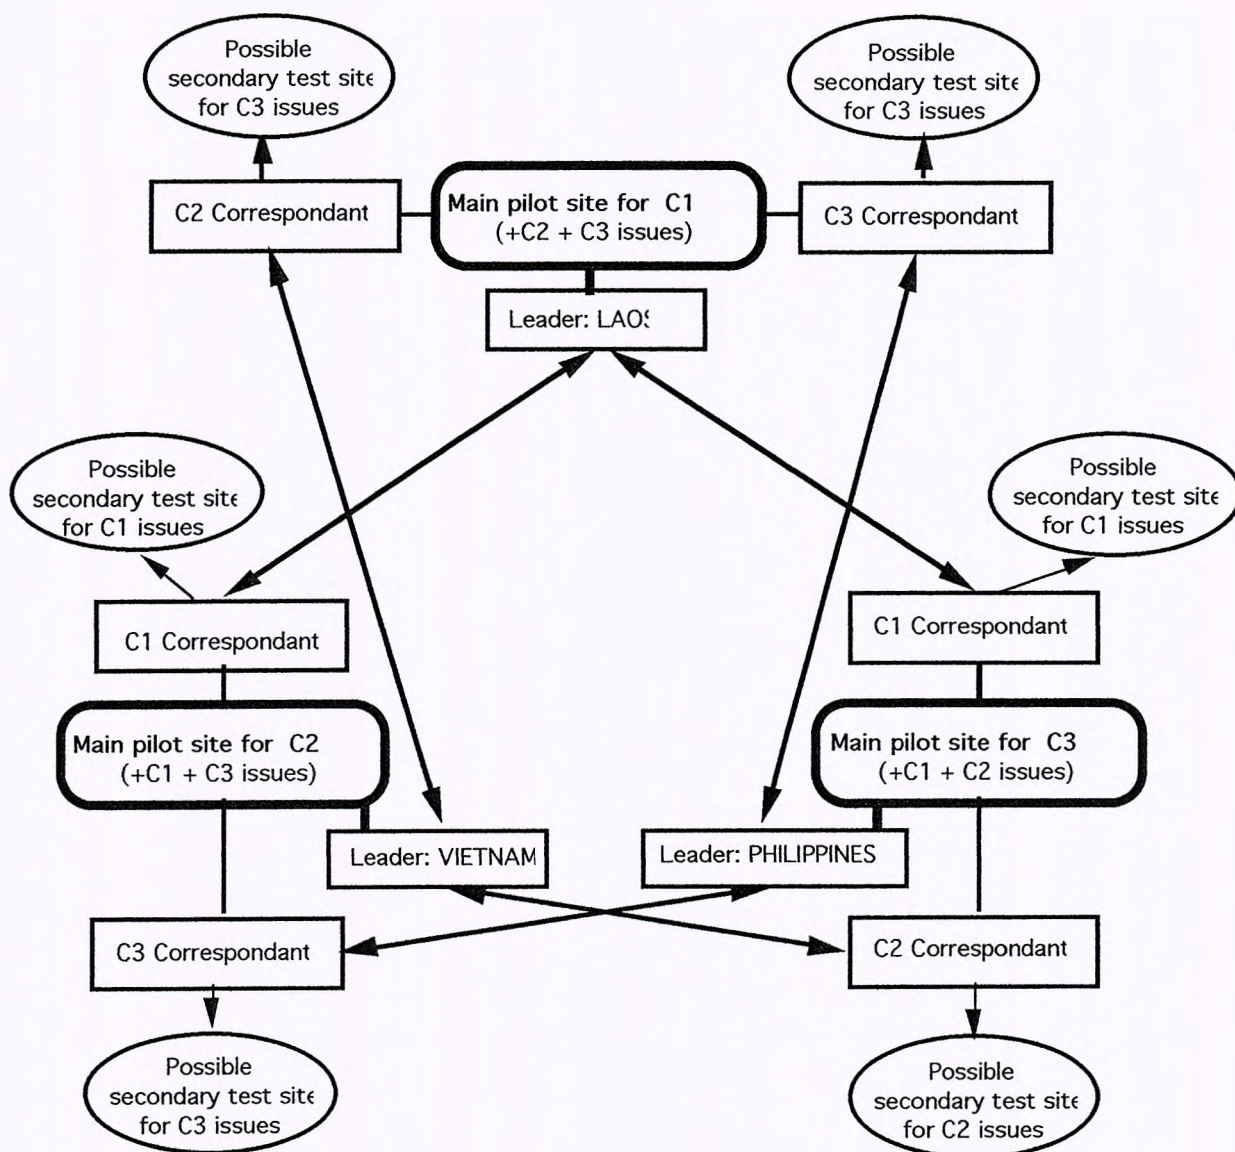 Possible
secondary test site
for C3 issues
Possible
secondary test site
for C3 issues
C2 Correspondant
Main pilot site for C1
(+C2 + C3 issues)
C3 Correspondant
Leader: LAOS
Possible
secondary test site
for C1 issues
Possible
secondary test site
for C1 issues
C1 Correspondant
C1 Correspondant
Main pilot site for C2
(+C1 + C3 issues)
Main pilot site for C3
(+C1 + C2 issues)
Leader: VIETNAM
Leader: PHILIPPINES
C3 Correspondant
C2 Correspondant
Possible
secondary test site
for C3 issues
Possible
secondary test site
for C2 issues